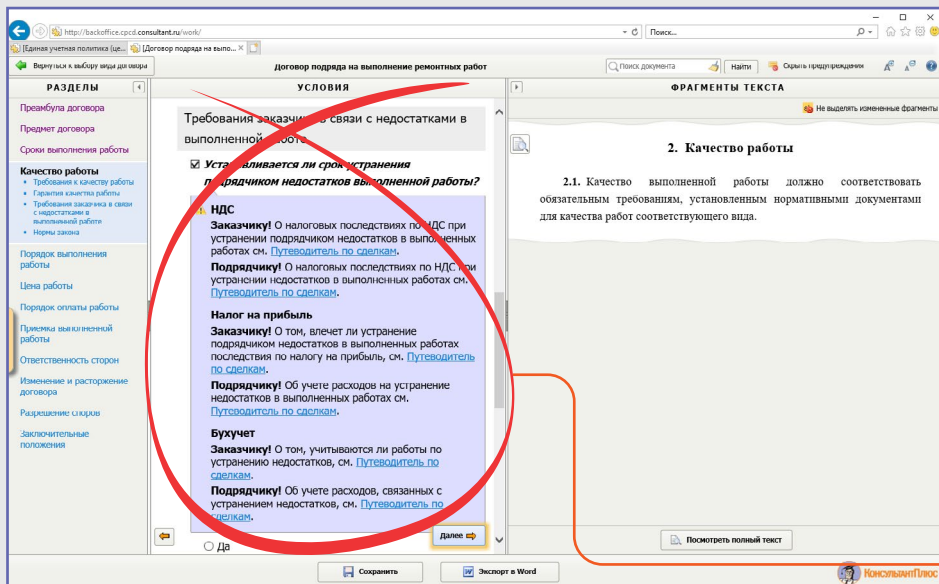 http://backoffice.cpcd.consultant.ru/work/
Поиск...
[Единая учетная политика (це...
[Договор подряда на выпо...
Вернуться к выбору вида договора
Договор подряда на выполнение ремонтных работ
Поиск документа
Найти
Скрыть предупреждения
РАЗДЕЛЫ
Преамбула договора
Предмет договора
Сроки выполнения работы
Качество работы
• Требования к качеству работы
• Гарантия качества работы
• Требования заказчика в связи
с недостатками в
выполненной работе
• Нормы закона
Порядок выполнения
работы
Цена работы
Порядок оплаты работы
Приемка выполненной
работы
Ответственность сторон
Изменение и расторжение
договора
Разрешение споров
Заключительные
положения
УСЛОВИЯ
Требования заказчика в связи с недостатками в
выполненной работе
Устанавливается ли срок устранения
подрядчиком недостатков выполненной работы?
НДС
Заказчику! О налоговых последствиях по НДС при
устранении подрядчиком недостатков в выполненных
работах см. Путеводитель по сделкам.
Подрядчику! О налоговых последствиях по НДС при
устранении недостатков в выполненных работах см.
Путеводитель по сделкам.
Налог на прибыль
Заказчику! О том, влечет ли устранение
подрядчиком недостатков в выполненных работах
последствия по налогу на прибыль, см. Путеводитель
по сделкам.
Подрядчику! Об учете расходов на устранение
недостатков в выполненных работах см.
Путеводитель по сделкам.
Бухучет
Заказчику! О том, учитываются ли работы по
устранению недостатков, см. Путеводитель по
сделкам.
Подрядчику! Об учете расходов, связанных с
устранением недостатков, см. Путеводитель по
сделкам.
Да
Далее
ФРАГМЕНТЫ ТЕКСТА
Не выделять измененные фрагменты
2. Качество работы
2.1. Качество выполненной работы должно соответствовать
обязательным требованиям, установленным нормативными документами
для качества работ соответствующего вида.
Посмотреть полный текст
Сохранить
Экспорт в Word
КонсультантПлюс